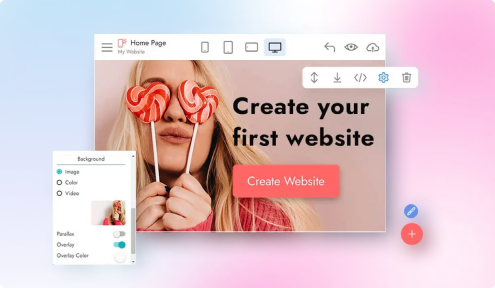 Home Page
My Website
Create your
first website
Create Website
Background
Image
Color
Video
Parallax
Overlay
Overlay Color